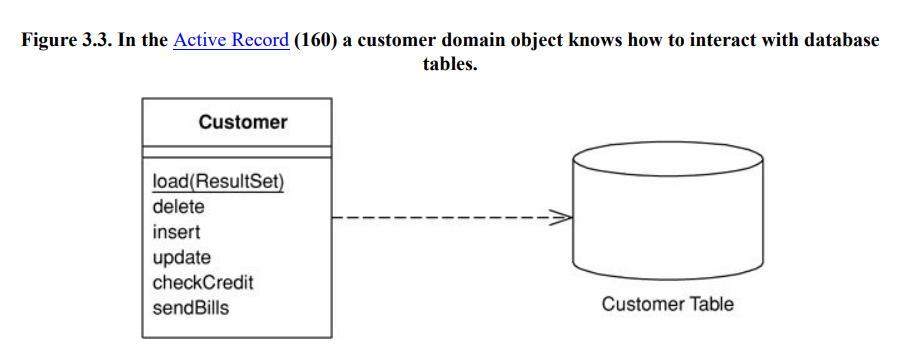 Figure 3.3. In the Active Record (160) a customer domain object knows how to interact with database
tables.
Customer
load(ResultSet)
delete
insert
update
checkCredit
sendBills
Customer Table